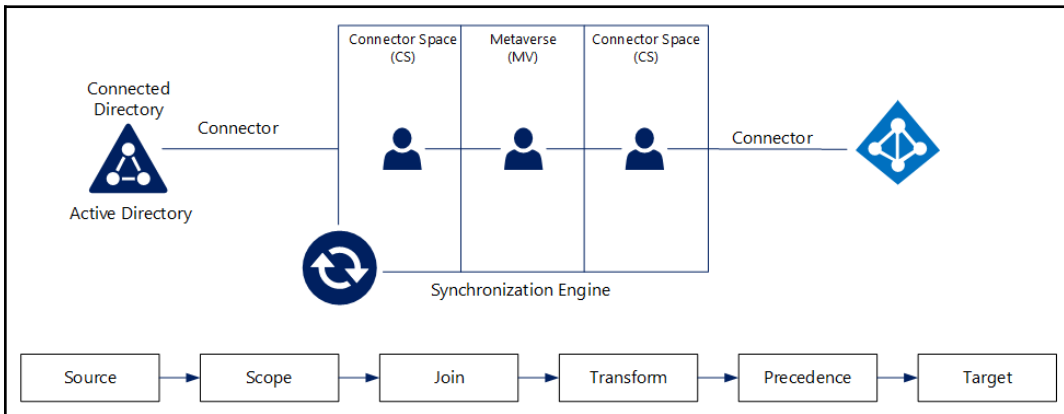 Connector Space
(CS)
Metaverse
(MV)
Connector Space
(CS)
Connected
Directory
Connector
Connector
Active Directory
Synchronization Engine
Source
Scope
Join
Transform
Precedence
Target